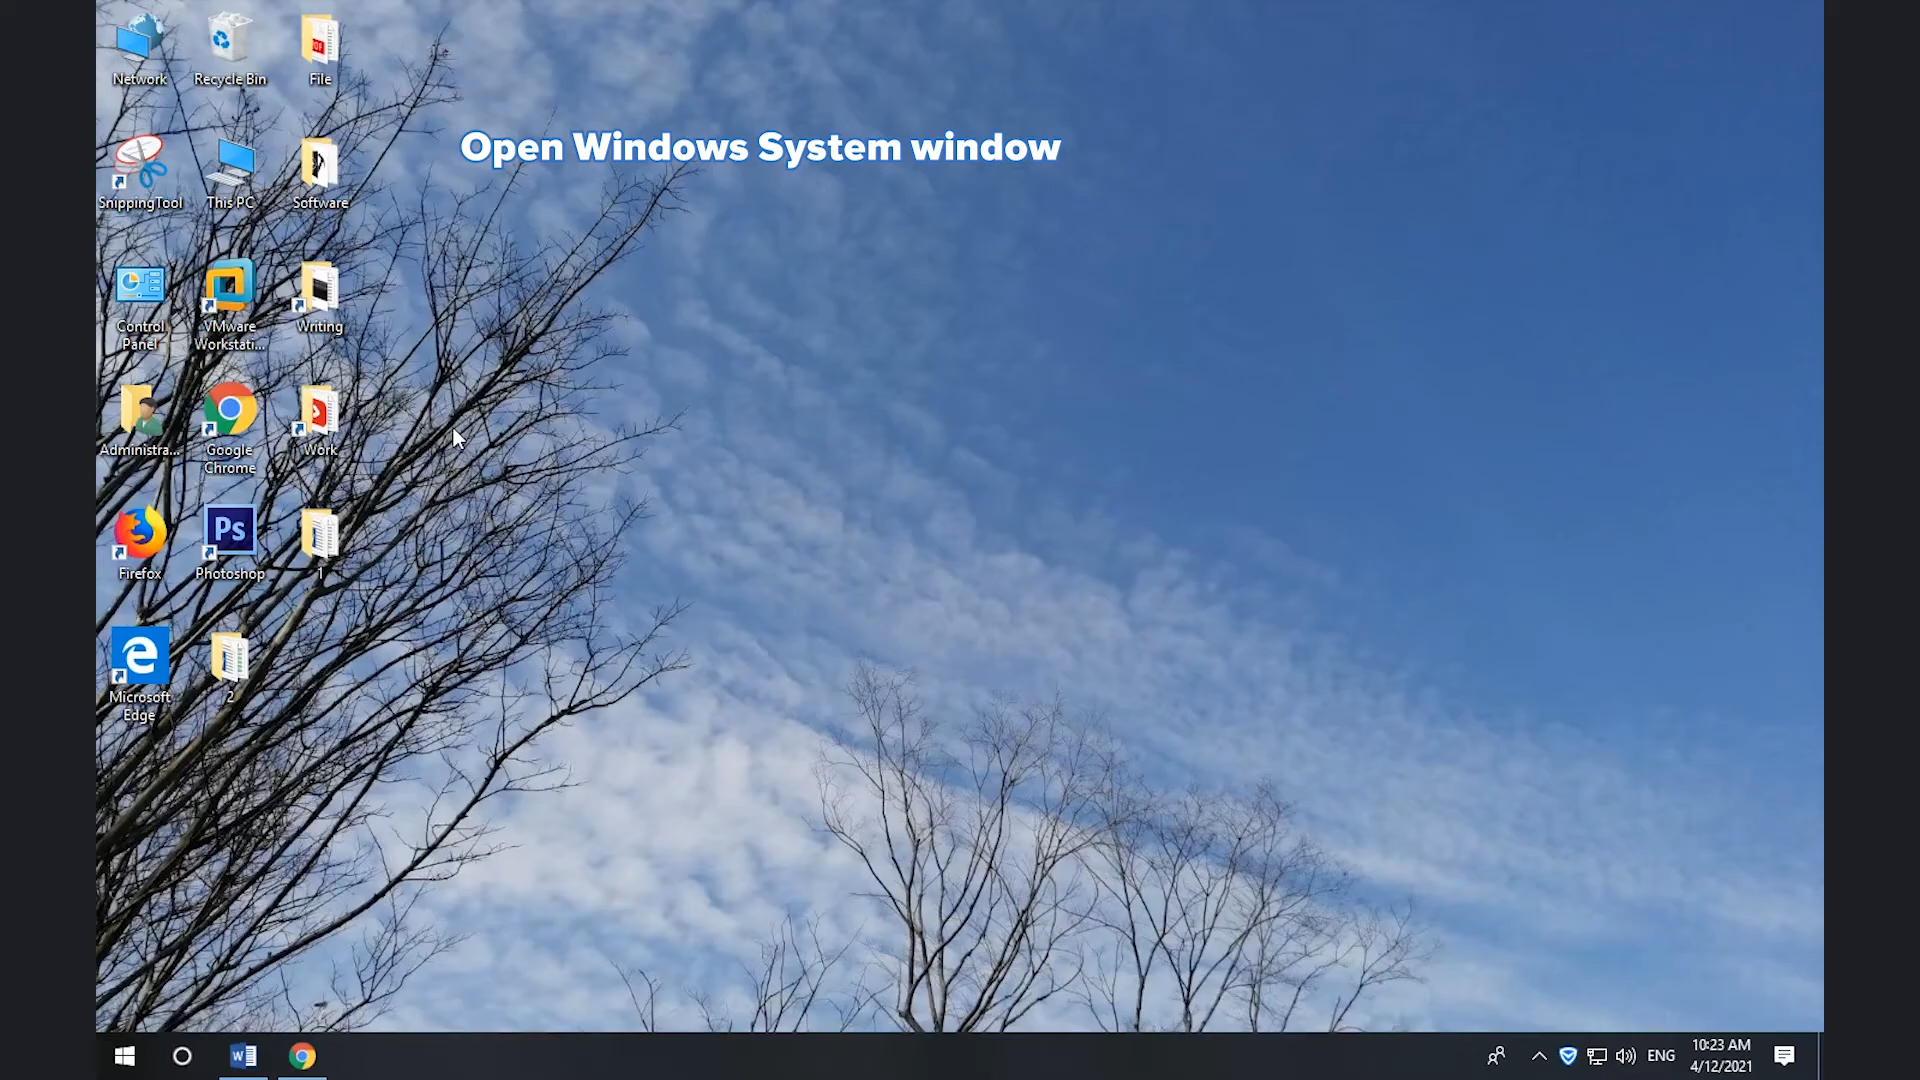 Network
Recycle Bin
File
Open Windows System window
SnippingTool
This PC
Software
Control
Panel
VMware
Workstati...
Writing
Administra...
Google
Chrome
Work
Firefox
Ps
Photoshop
1
Microsoft
Edge
2
ENG
10:23 AM
4/12/2021